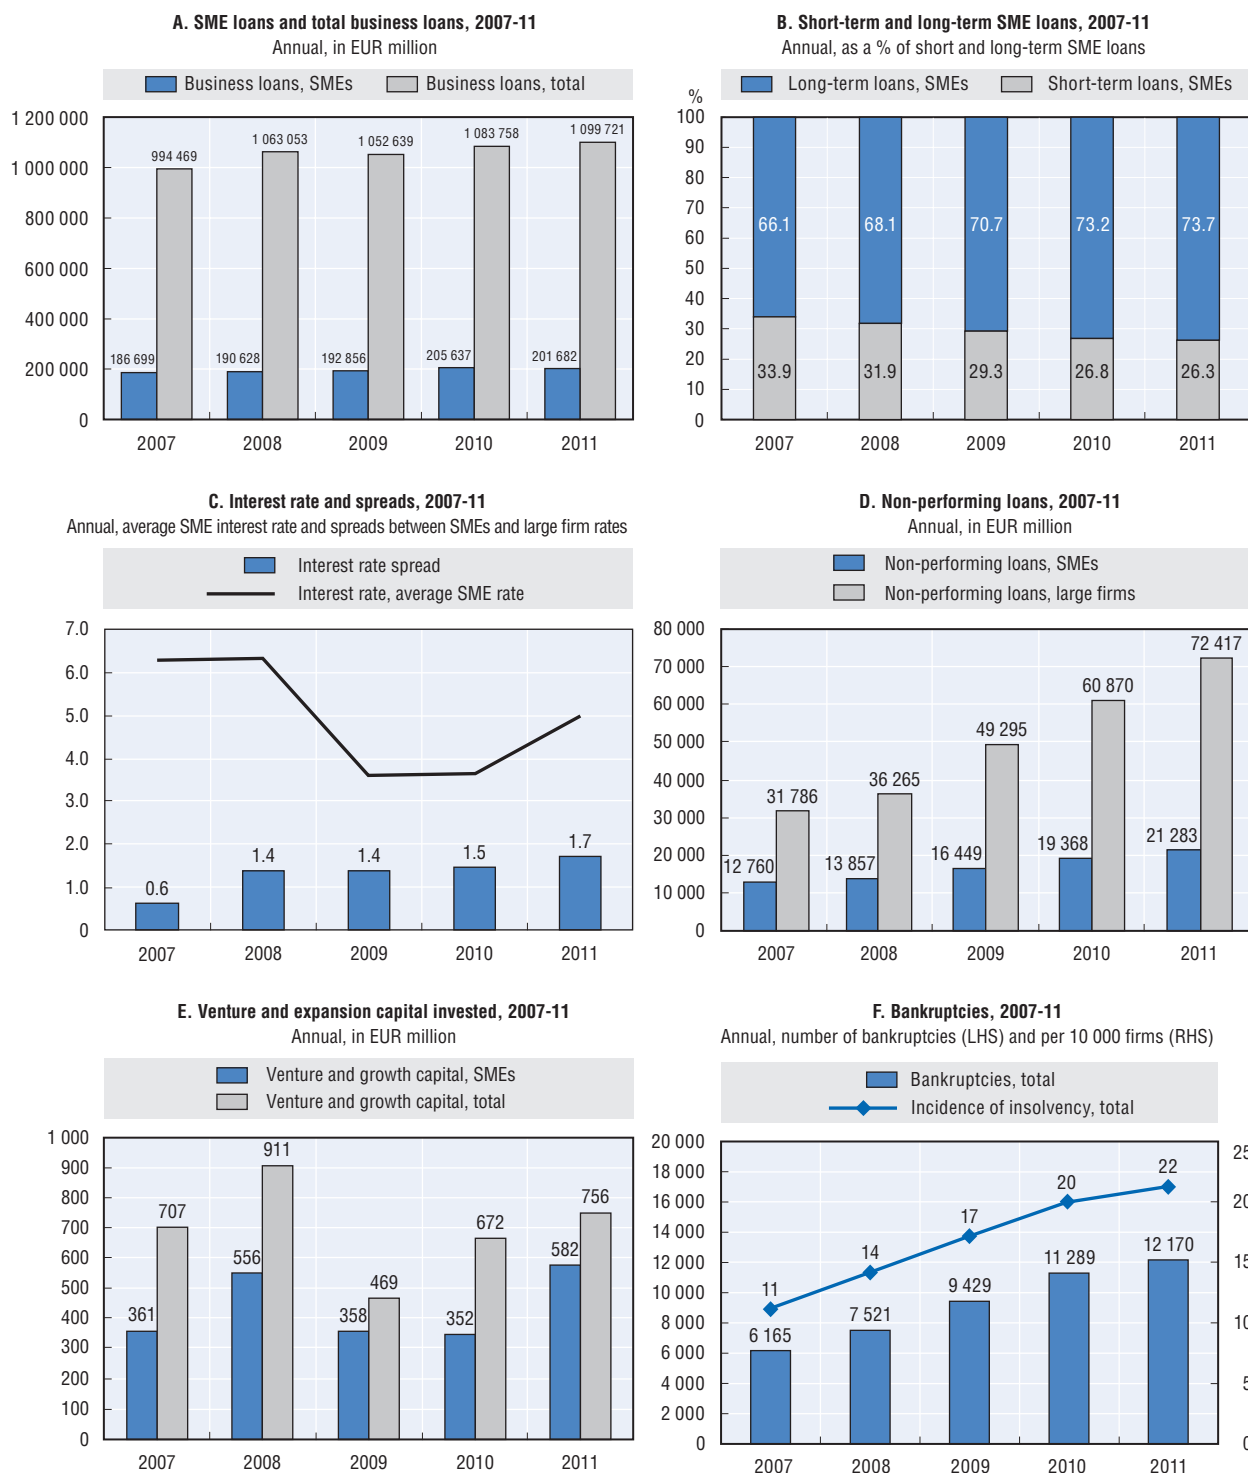 A. SME loans and total business loans, 2007-11
Annual, in EUR million
Business loans, SMEs Business loans, total
1 200 000
1 000 000
800 000
600 000
400 000
200 000
0
994 469 1 063 053 1 052 639 1 083 758 1 099 721
186 699 190 628 192 856 205 637 201 682
2007 2008 2009 2010 2011
B. Short-term and long-term SME loans, 2007-11
Annual, as a % of short and long-term SME loans
Long-term loans, SMEs Short-term loans, SMEs
%
100
90
80
70
60
50
40
30
20
10
0
66.1 68.1 70.7 73.2 73.7
33.9 31.9 29.3 26.8 26.3
2007 2008 2009 2010 2011
C. Interest rate and spreads, 2007-11
Annual, average SME interest rate and spreads between SMEs and large firm rates
Interest rate spread
Interest rate, average SME rate
7.0
6.0
5.0
4.0
3.0
2.0
1.0
0
0.6 1.4 1.4 1.5 1.7
2007 2008 2009 2010 2011
D. Non-performing loans, 2007-11
Annual, in EUR million
Non-performing loans, SMEs
Non-performing loans, large firms
80 000
70 000
60 000
50 000
40 000
30 000
20 000
10 000
0
31 786 36 265 49 295 60 870 72 417
12 760 13 857 16 449 19 368 21 283
2007 2008 2009 2010 2011
E. Venture and expansion capital invested, 2007-11
Annual, in EUR million
Venture and growth capital, SMEs
Venture and growth capital, total
1 000
900
800
700
600
500
400
300
200
100
0
707 911 469 672 756
361 556 358 352 582
2007 2008 2009 2010 2011
F. Bankruptcies, 2007-11
Annual, number of bankruptcies (LHS) and per 10 000 firms (RHS)
Bankruptcies, total
Incidence of insolvency, total
20 000
18 000
16 000
14 000
12 000
10 000
8 000
6 000
4 000
2 000
0
11 14 17 20 22
6 165 7 521 9 429 11 289 12 170
25
20
15
10
5
0
2007 2008 2009 2010 2011